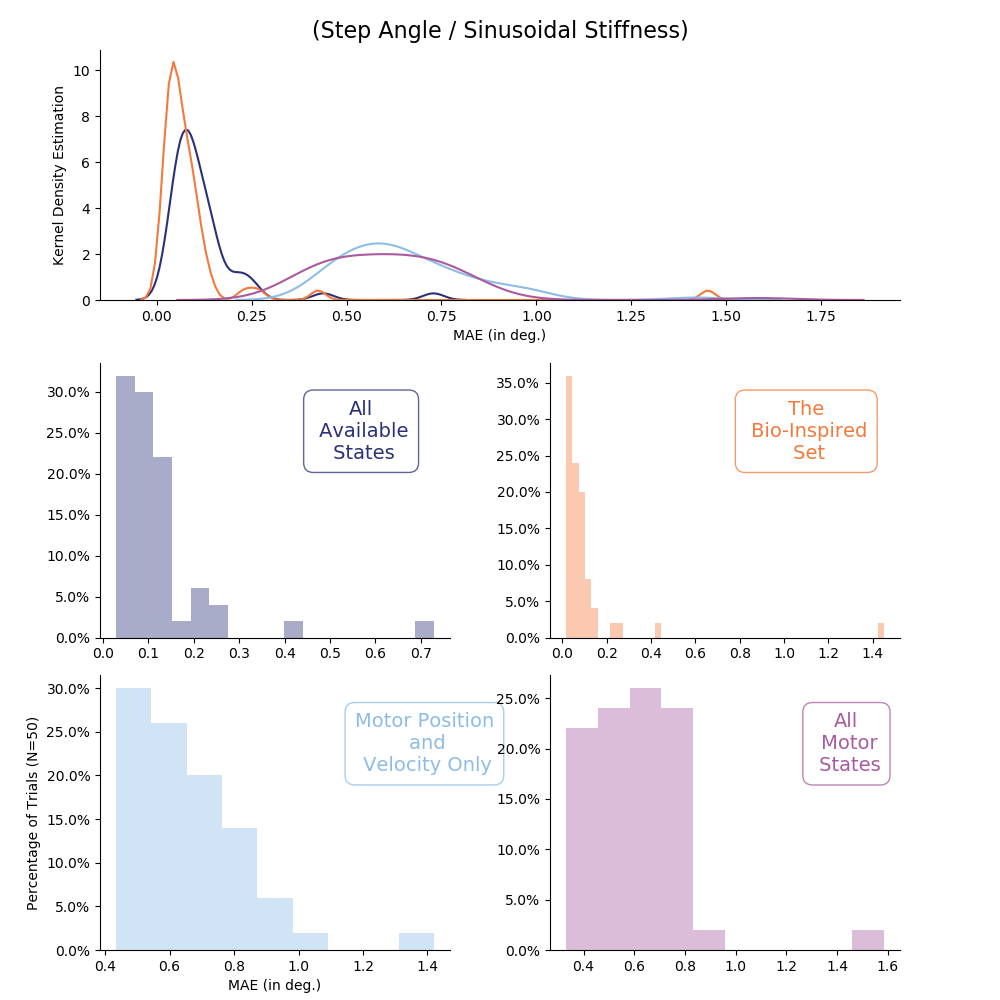 (Step Angle / Sinusoidal Stiffness)
Kernel Density Estimation
10
8
6
4
2
0
0.00 0.25 0.50 0.75 1.00 1.25 1.50 1.75
MAE (in deg.)
30.0%
25.0%
20.0%
15.0%
10.0%
5.0%
0.0%
0.0 0.1 0.2 0.3 0.4 0.5 0.6 0.7
All
Available
States
35.0%
30.0%
25.0%
20.0%
15.0%
10.0%
5.0%
0.0%
0.0 0.2 0.4 0.6 0.8 1.0 1.2 1.4
The
Bio-Inspired
Set
Percentage of Trials (N=50)
30.0%
25.0%
20.0%
15.0%
10.0%
5.0%
0.0%
0.4 0.6 0.8 1.0 1.2 1.4
MAE (in deg.)
Motor Position
and
Velocity Only
25.0%
20.0%
15.0%
10.0%
5.0%
0.0%
0.4 0.6 0.8 1.0 1.2 1.4 1.6
All
Motor
States